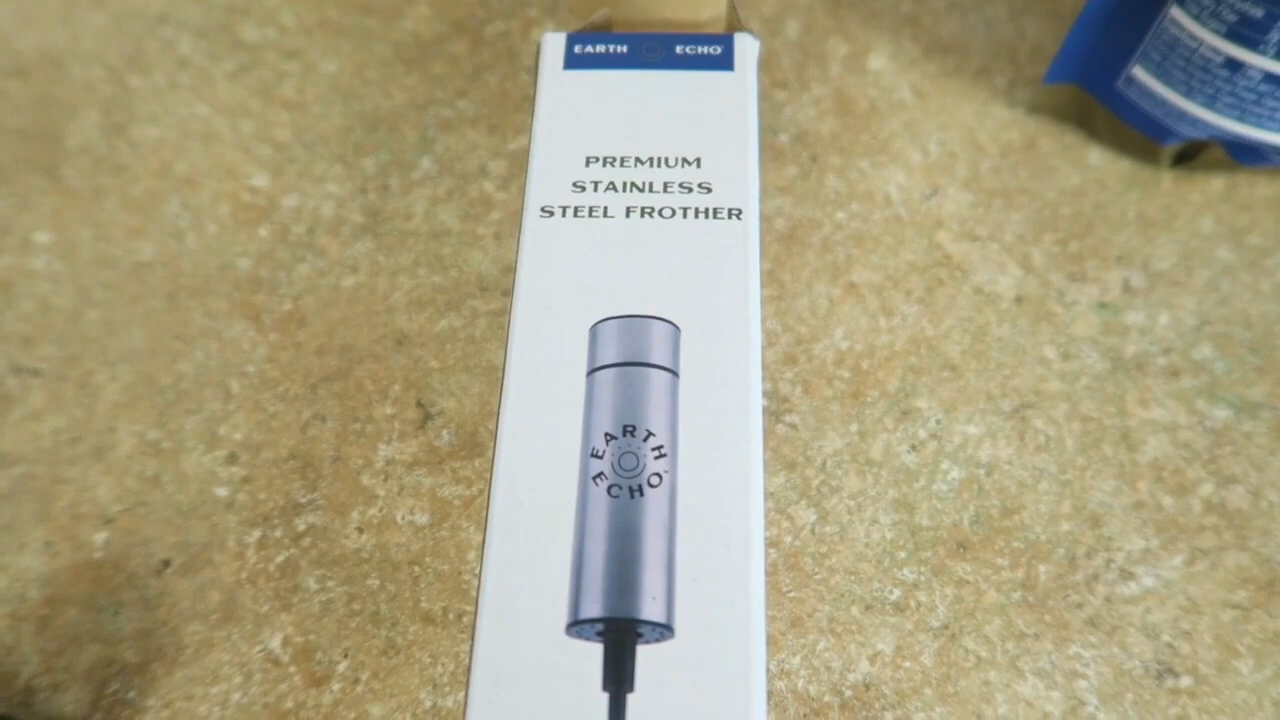 EARTH ECHO
PREMIUM
STAINLESS
STEEL FROTHER
EARTH
ECHO